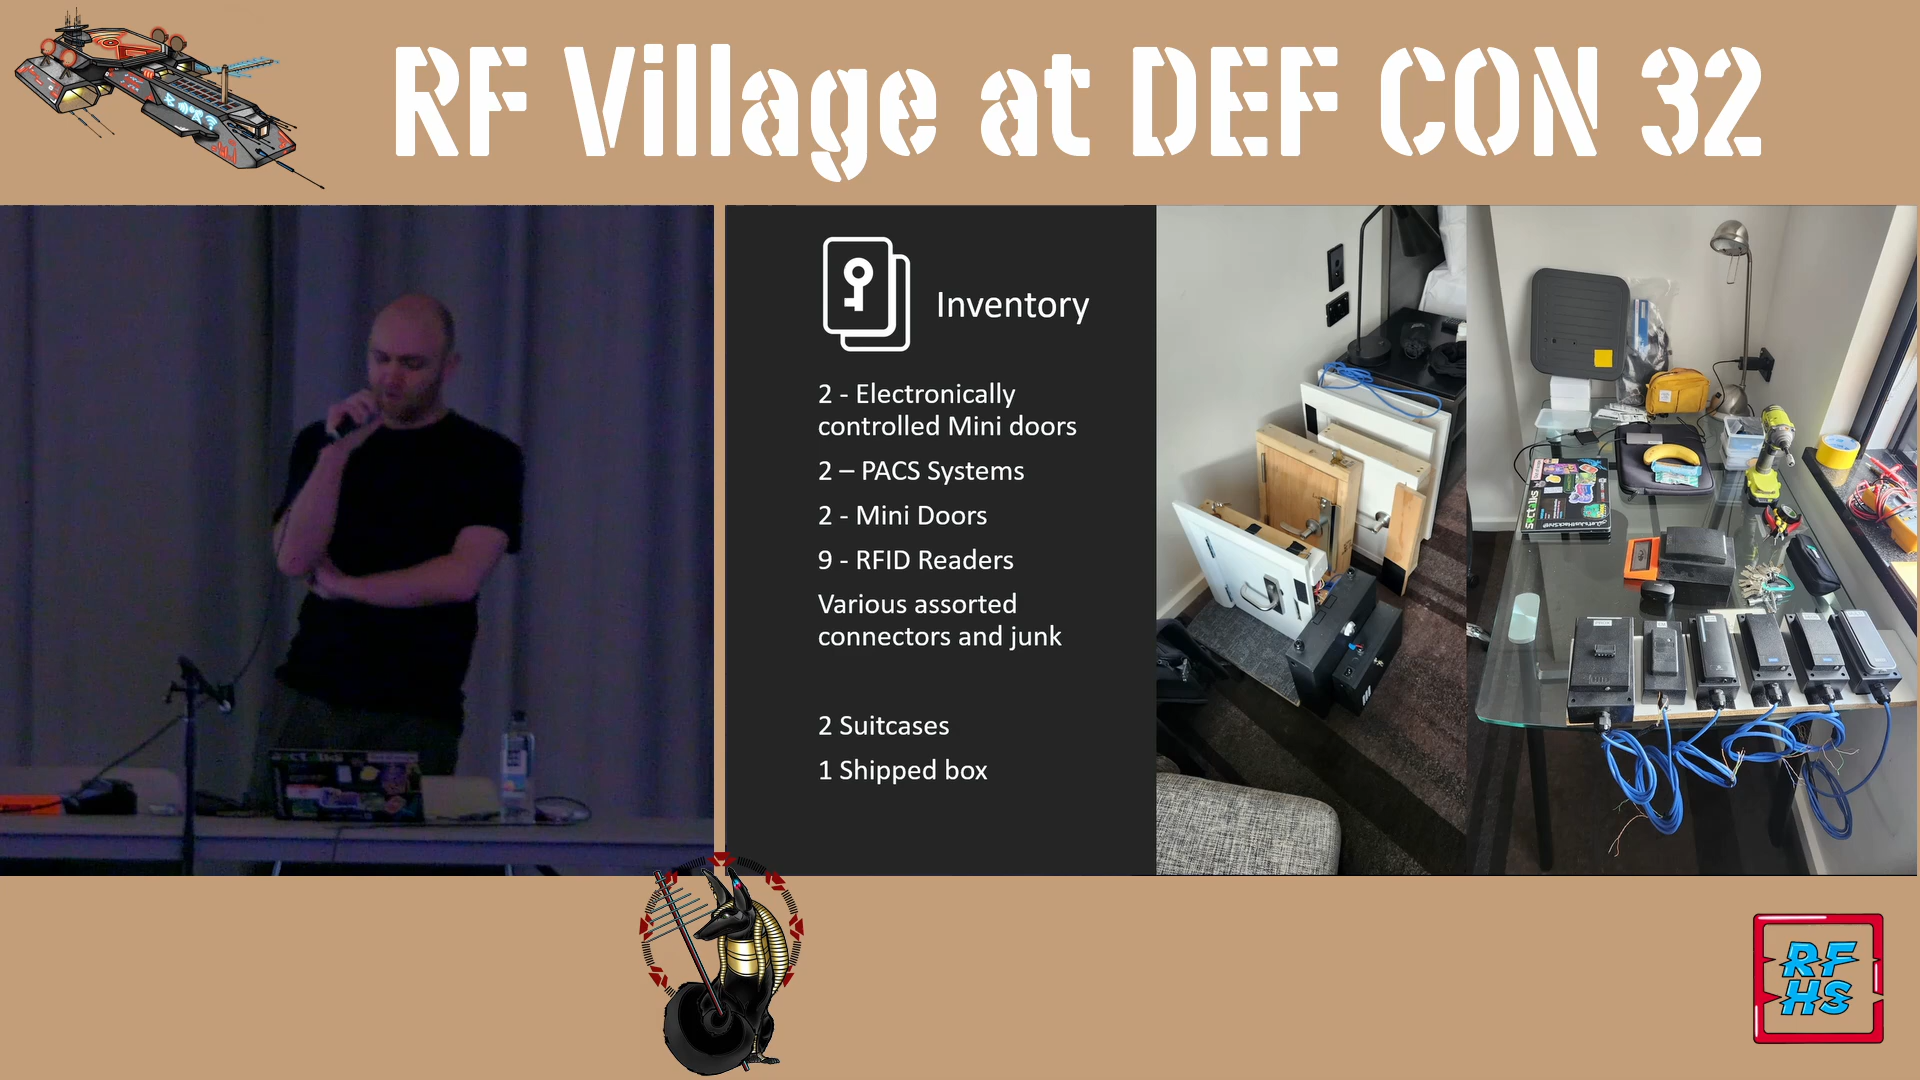 RF Village at DEF CON 32
Inventory
2 - Electronically
controlled Mini doors
2 – PACS Systems
2 - Mini Doors
9 - RFID Readers
Various assorted
connectors and junk
2 Suitcases
1 Shipped box
sectalks
RF
HS